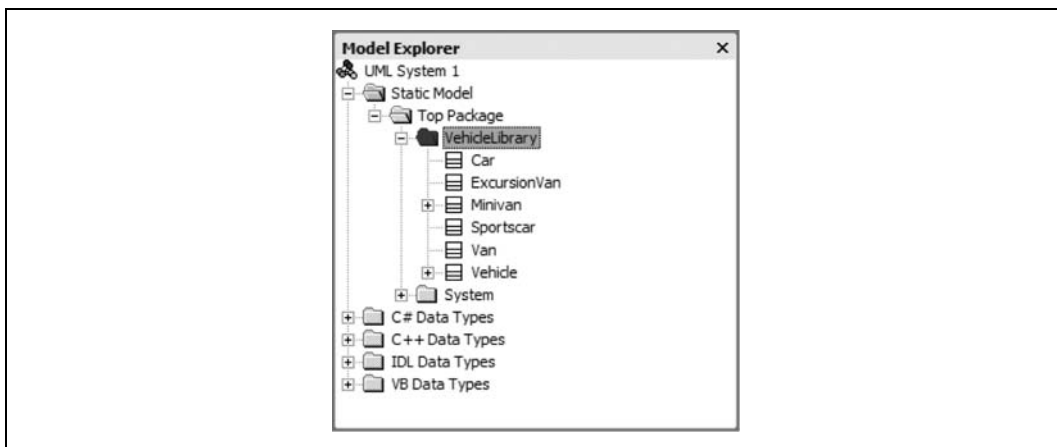 Model Explorer
UML System 1
Static Model
Top Package
VehicleLibrary
Car
ExcursionVan
Minivan
Sportscar
Van
Vehicle
System
C# Data Types
C++ Data Types
IDL Data Types
VB Data Types